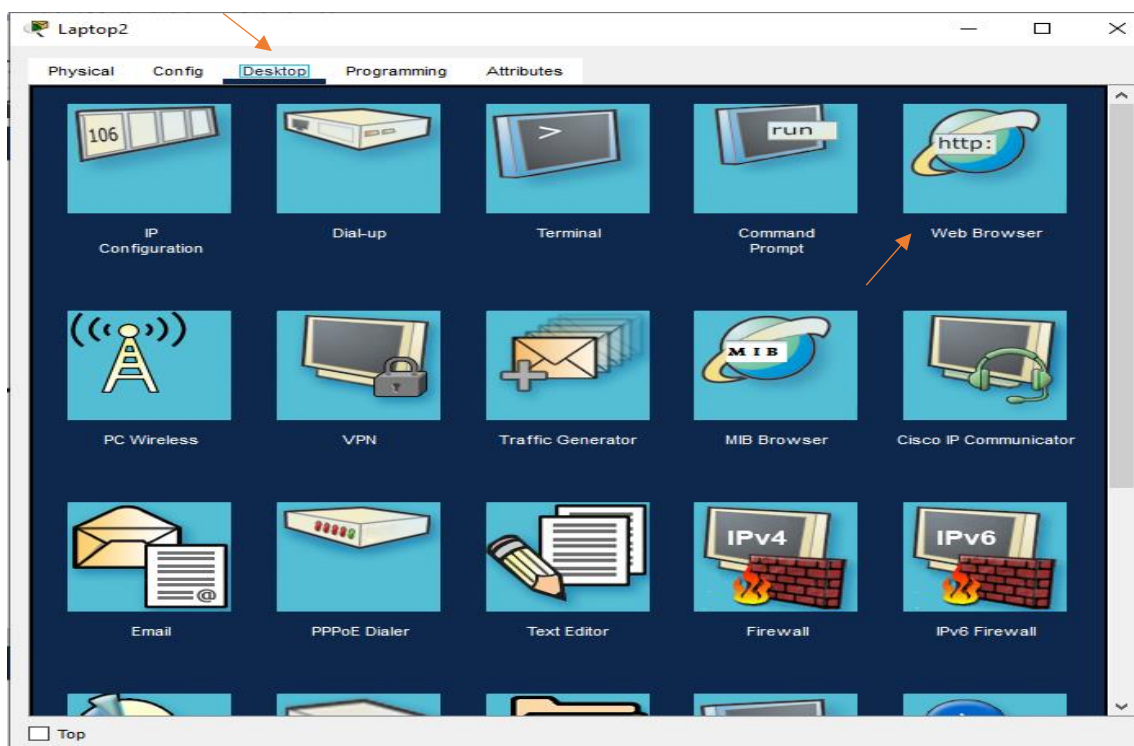 Laptop2
Physical Config Desktop Programming Attributes
106
>
run
http:
IP
Configuration
Dial-up
Terminal
Command
Prompt
Web Browser
MIB
PC Wireless
VPN
Traffic Generator
MIB Browser
Cisco IP Communicator
@
IPv4
IPv6
Email
PPPoE Dialer
Text Editor
Firewall
IPv6 Firewall
Top